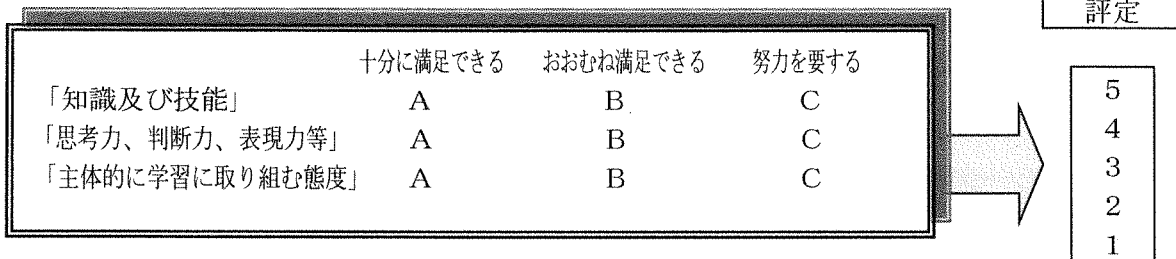 評定
十分に満足できる おおむね満足できる 努力を要する
「知識及び技能」 A B C
「思考力、判断力、表現力等」 A B C
「主体的に学習に取り組む態度」 A B C
5
4
3
2
1